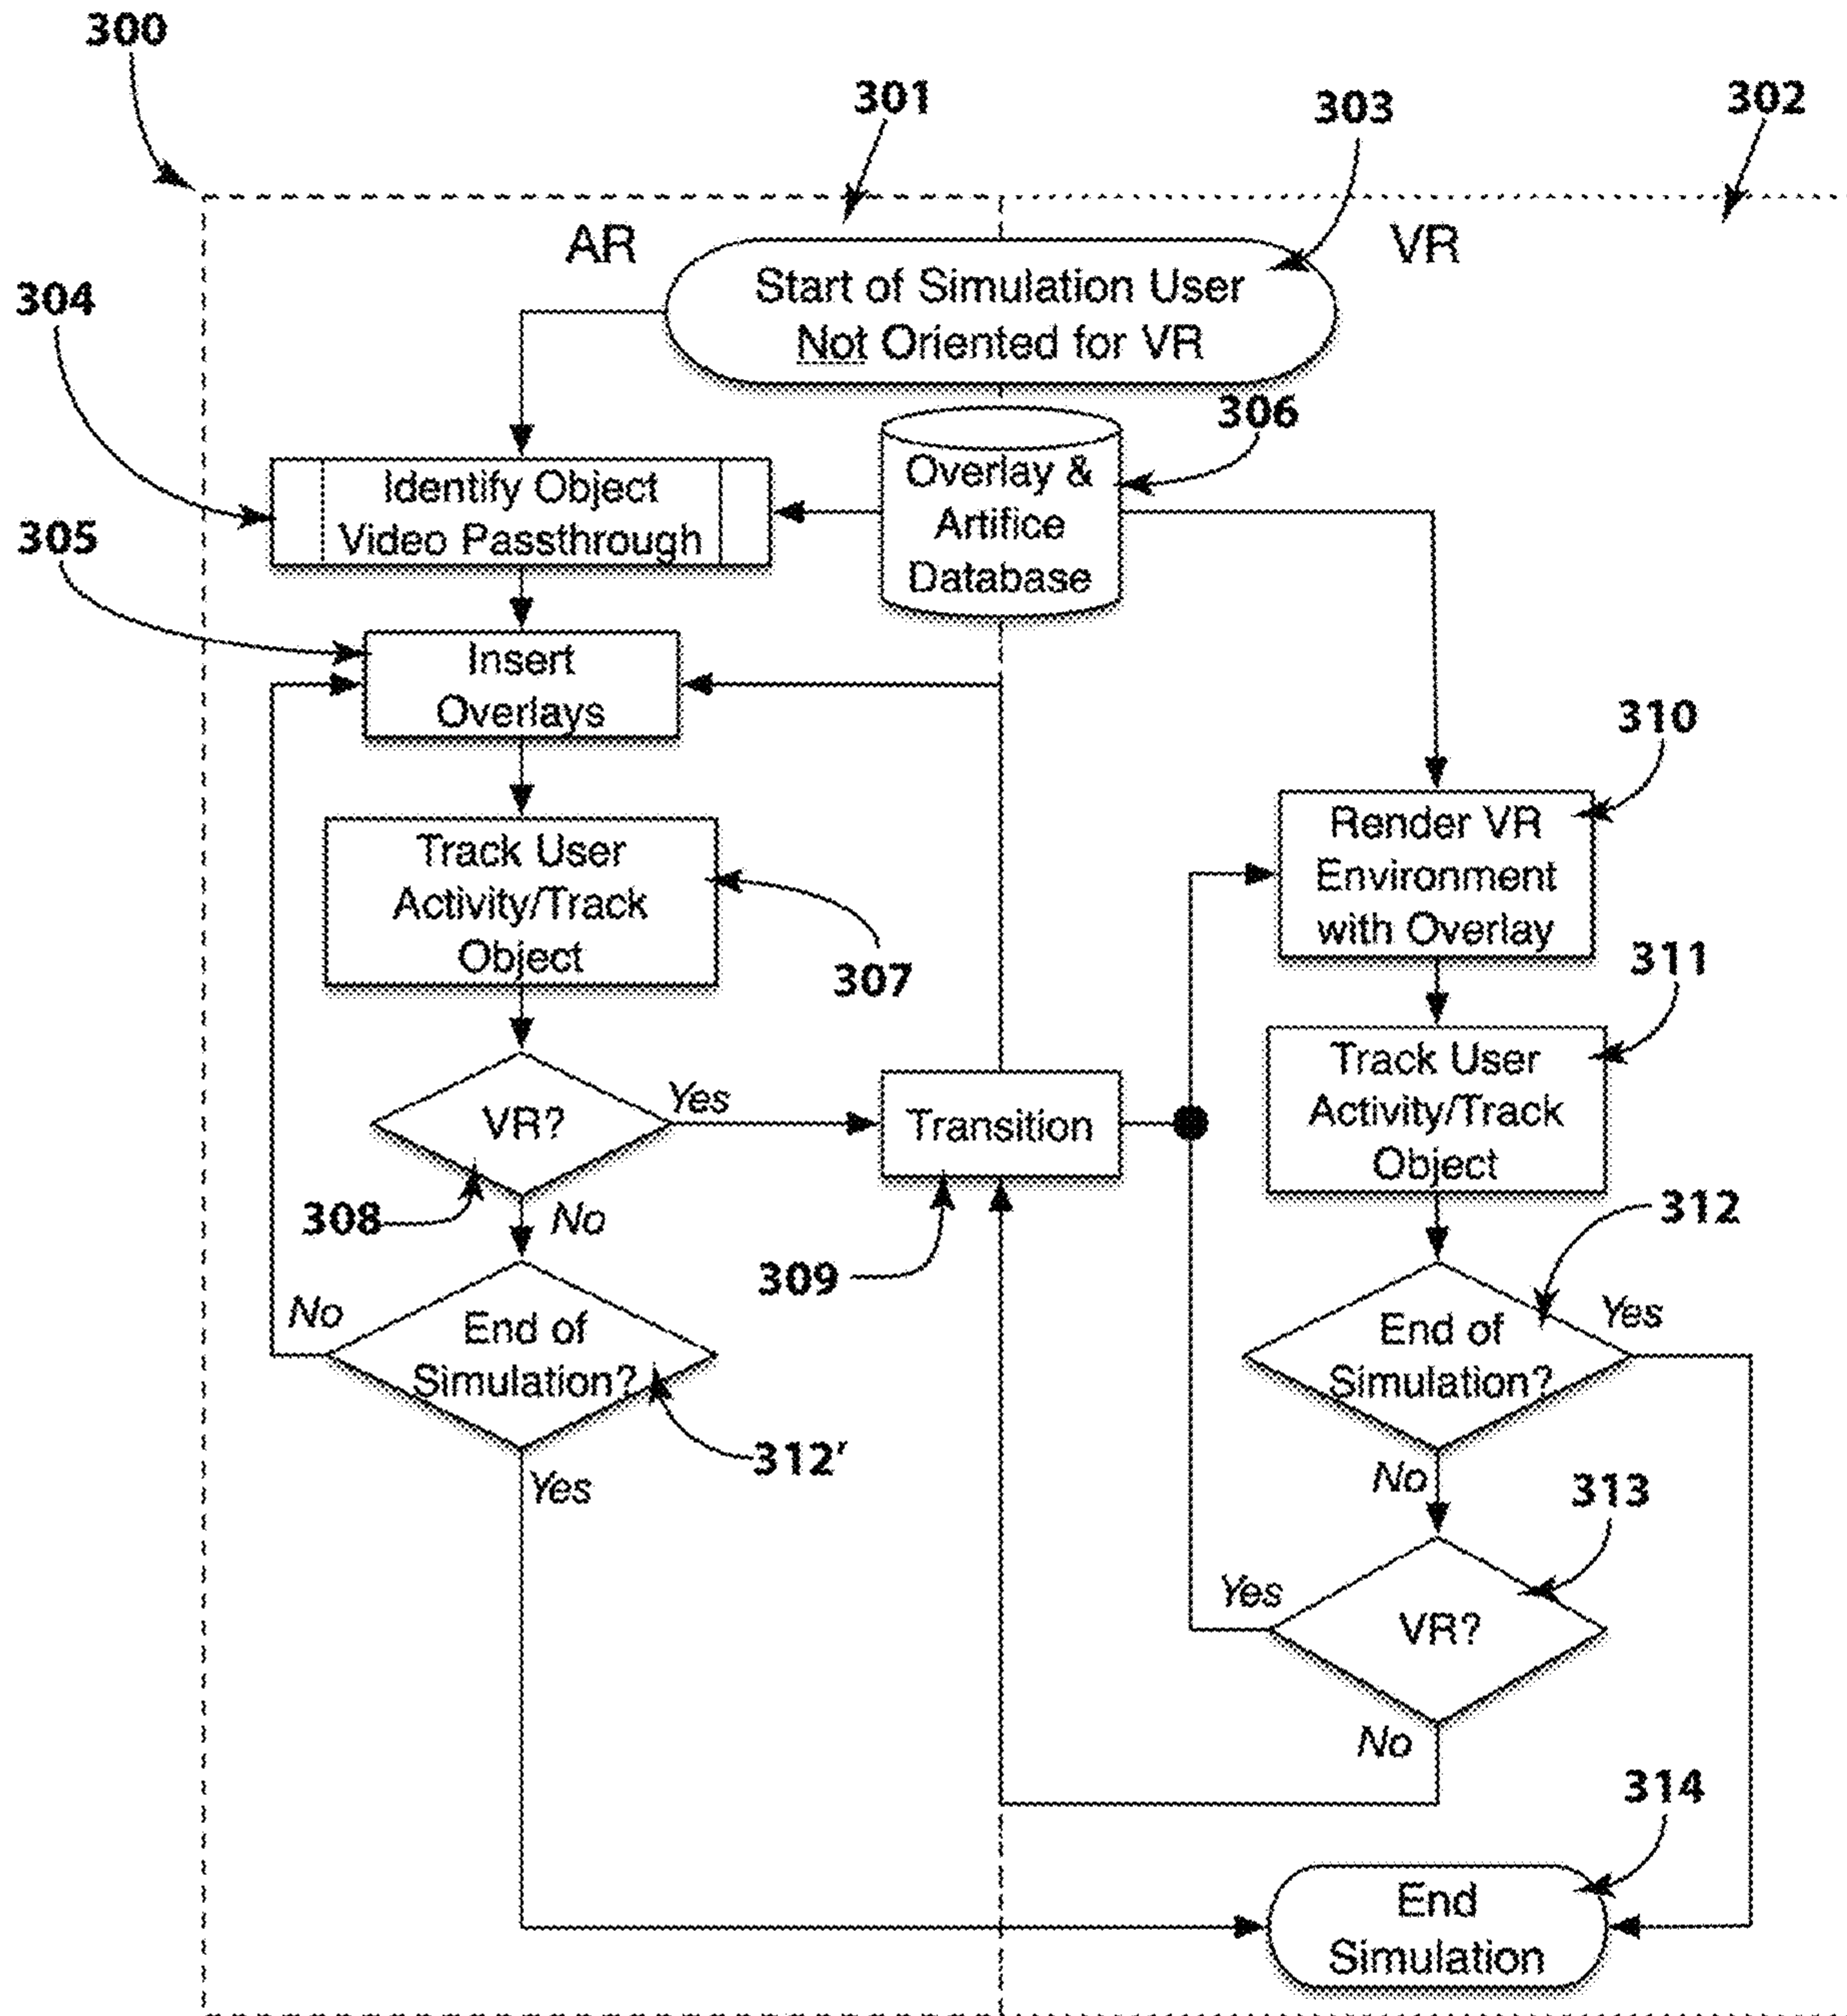 300
301
303
302
AR
VR
Start of Simulation User
Not Oriented for VR
304
306
Identify Object
Video Passthrough
Overlay &
Artifice
Database
305
Insert
Overlays
310
Render VR
Environment
with Overlay
Track User
Activity/Track
Object
307
311
Track User
Activity/Track
Object
VR?
Yes
Transition
308
No
309
312
No
End of
Simulation?
312'
Yes
End of
Simulation?
Yes
No
313
Yes
VR?
No
314
End
Simulation